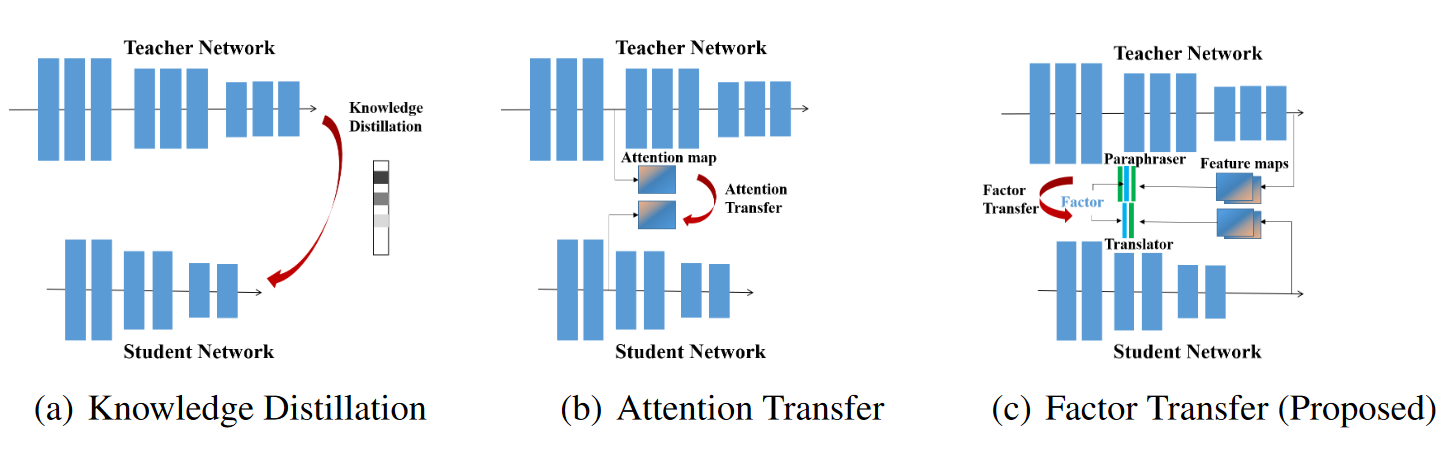 Teacher Network
Knowledge
Distillation
Student Network
(a) Knowledge Distillation
Teacher Network
Attention map
Attention
Transfer
Student Network
(b) Attention Transfer
Teacher Network
Paraphraser
Feature maps
Factor
Transfer
Factor
Translator
Student Network
(c) Factor Transfer (Proposed)